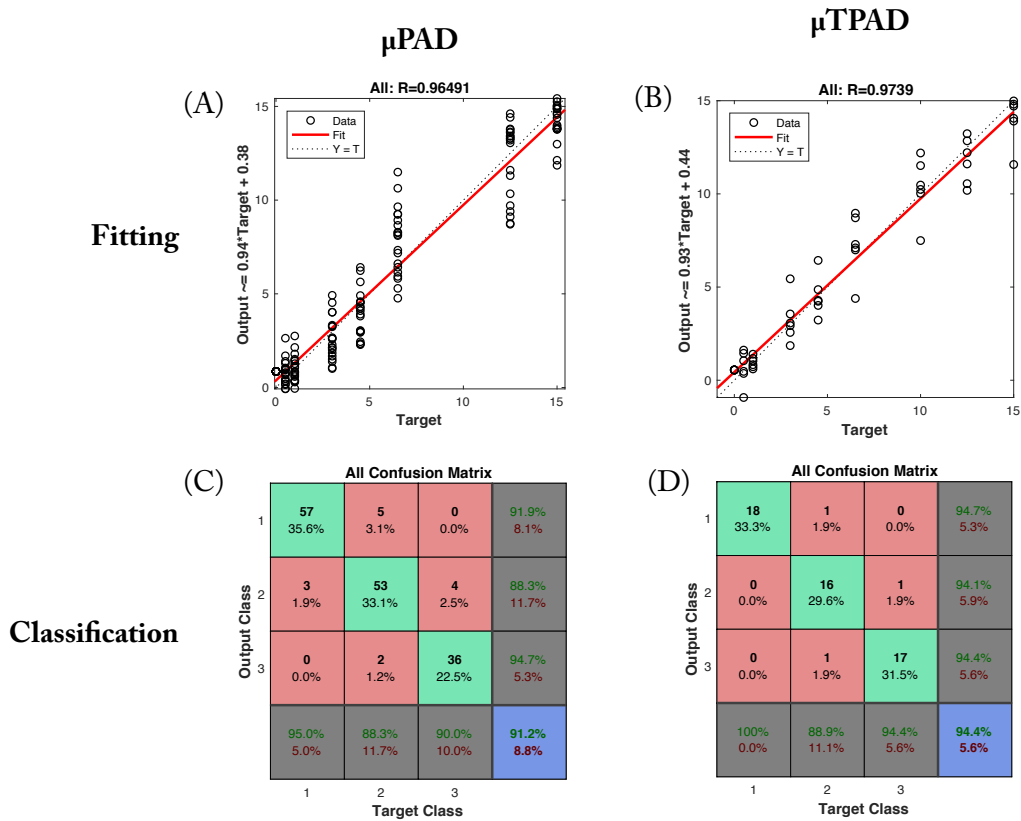 μPAD
μTPAD
Fitting
Classification
(A)
All: R=0.96491
Data
Fit
Y = T
Output ~= 0.94*Target + 0.38
15
10
5
0
0
5
10
15
Target
(B)
All: R=0.9739
Data
Fit
Y = T
Output ~= 0.93*Target + 0.44
15
10
5
0
0
5
10
15
Target
(C)
All Confusion Matrix
Output Class
1
57 5 0 91.9%
35.6% 3.1% 0.0% 8.1%
2
3 53 4 88.3%
1.9% 33.1% 2.5% 11.7%
3
0 2 36 94.7%
0.0% 1.2% 22.5% 5.3%
95.0% 88.3% 90.0% 91.2%
5.0% 11.7% 10.0% 8.8%
1 2 3
Target Class
(D)
All Confusion Matrix
Output Class
1
18 1 0 94.7%
33.3% 1.9% 0.0% 5.3%
2
0 16 1 94.1%
0.0% 29.6% 1.9% 5.9%
3
0 1 17 94.4%
0.0% 1.9% 31.5% 5.6%
100% 88.9% 94.4% 94.4%
0.0% 11.1% 5.6% 5.6%
1 2 3
Target Class